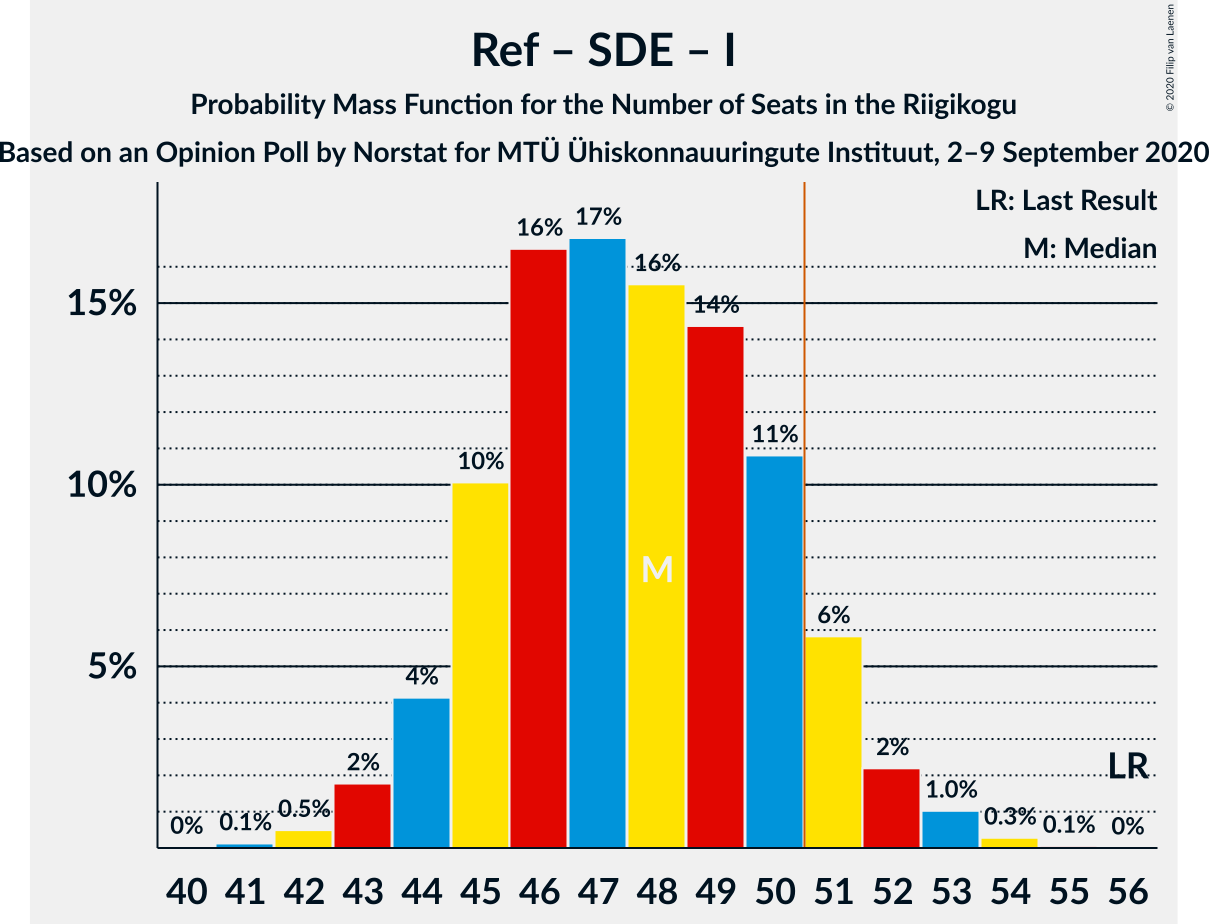 Ref – SDE – I
Probability Mass Function for the Number of Seats in the Riigikogu
Based on an Opinion Poll by Norstat for MTÜ Ühiskonnauuringute Instituut, 2–9 September 2020
© 2020 Filip van Laenen
LR: Last Result
M: Median
15%
10%
5%
0%
0.1%
0.5%
2%
4%
10%
16%
17%
16%
14%
11%
6%
2%
1.0%
0.3%
0.1%
0%
M
LR
40 41 42 43 44 45 46 47 48 49 50 51 52 53 54 55 56